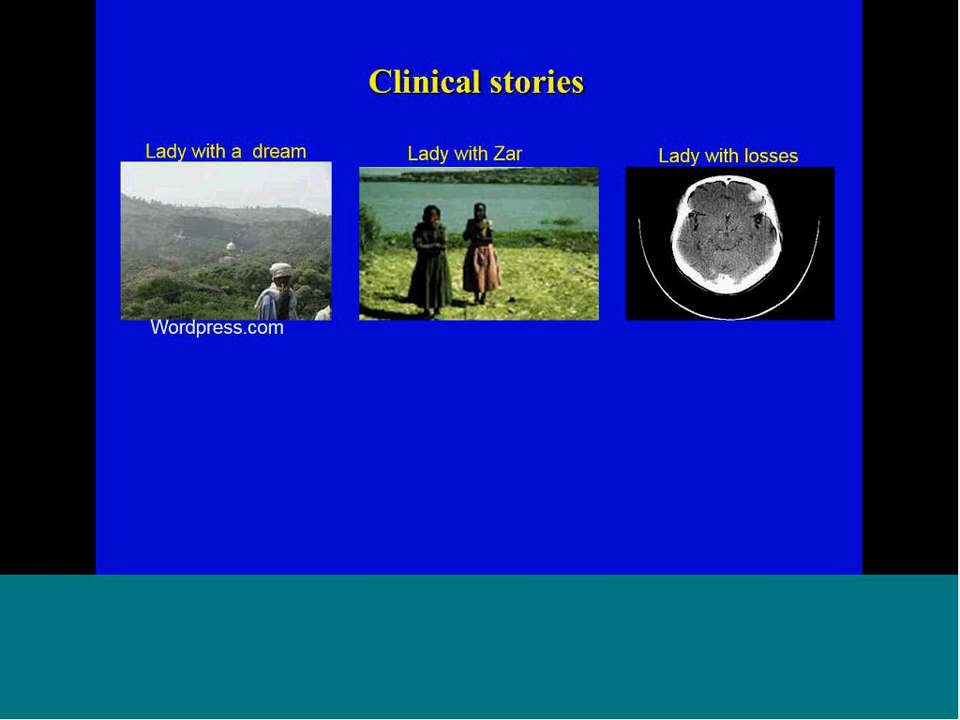 Clinical stories
Lady with a dream
Lady with Zar
Lady with losses
Wordpress.com